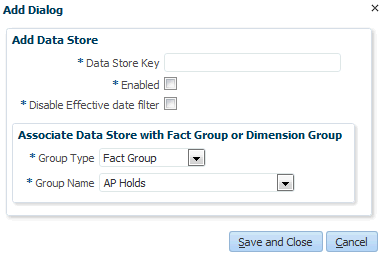 Add Dialog
Add Data Store
* Data Store Key
* Enabled
* Disable Effective date filter
Associate Data Store with Fact Group or Dimension Group
* Group Type Fact Group
* Group Name AP Holds
Save and Close Cancel